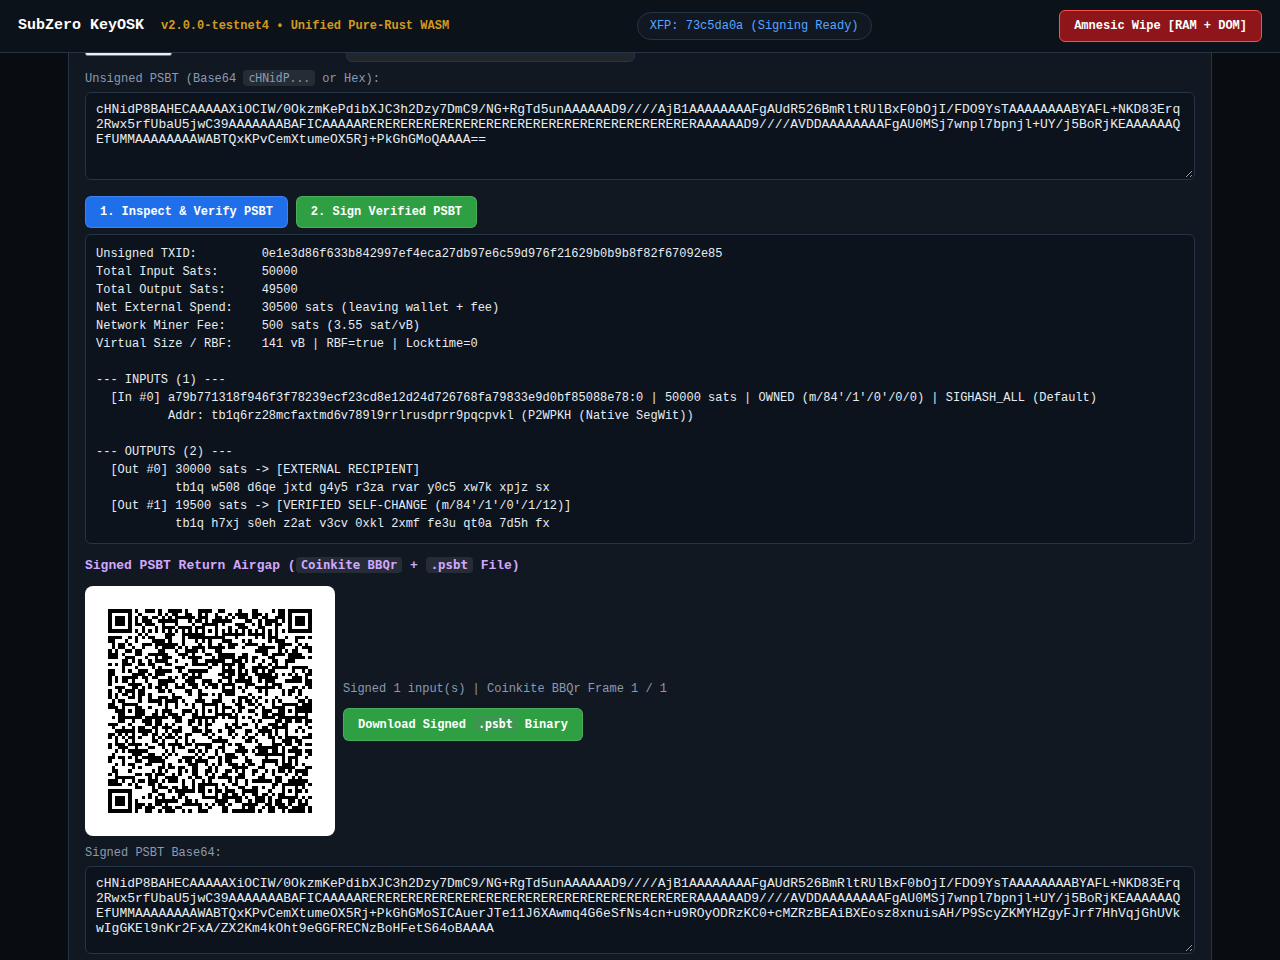 SubZero KeyOSK v2.0.0-testnet4 • Unified Pure-Rust WASM XFP: 73c5da0a (Signing Ready) Amnesic Wipe [RAM + DOM]
Unsigned PSBT (Base64 cHNidP... or Hex):
cHNidP8BAHECAAAAAXiOCIW/0OkzmKePdibXJC3h2Dzy7DmC9/NG+RgTd5unAAAAAAD9////AjB1AAAAAAAAFgAUdR526BmRltRUlBxF0bOjI/FDO9YsTAAAAAAAABYAFL+NKD83Erq
2Rwx5rfUbaU5jwC39AAAAAAABAFICAAAAAREREREREREREREREREREREREREREREREREREREREREREAAAAAAD9////AVDDAAAAAAAAFgAU0MSj7wnpl7bpnjl+UY/j5BoRjKEAAAAAAQ
EfUMMAAAAAAAAWABTQxKPvCemXtumeOX5Rj+PkGhGMoQAAAA==
1. Inspect & Verify PSBT 2. Sign Verified PSBT
Unsigned TXID: 0e1e3d86f633b842997ef4eca27db97e6c59d976f21629b0b9b8f82f67092e85
Total Input Sats: 50000
Total Output Sats: 49500
Net External Spend: 30500 sats (leaving wallet + fee)
Network Miner Fee: 500 sats (3.55 sat/vB)
Virtual Size / RBF: 141 vB | RBF=true | Locktime=0
--- INPUTS (1) ---
[In #0] a79b771318f946f3f78239ecf23cd8e12d24d726768fa79833e9d0bf85088e78:0 | 50000 sats | OWNED (m/84'/1'/0'/0/0) | SIGHASH_ALL (Default)
Addr: tb1q6rz28mcfaxtmd6v789l9rrlrusdprr9pqcpvkl (P2WPKH (Native SegWit))
--- OUTPUTS (2) ---
[Out #0] 30000 sats -> [EXTERNAL RECIPIENT]
tb1q w508 d6qe jxtd g4y5 r3za rvar y0c5 xw7k xpjz sx
[Out #1] 19500 sats -> [VERIFIED SELF-CHANGE (m/84'/1'/0'/1/12)]
tb1q h7xj s0eh z2at v3cv 0xkl 2xmf fe3u qt0a 7d5h fx
Signed PSBT Return Airgap (Coinkite BBQr + .psbt File)
Signed 1 input(s) | Coinkite BBQr Frame 1 / 1
Download Signed .psbt Binary
Signed PSBT Base64:
cHNidP8BAHECAAAAAXiOCIW/0OkzmKePdibXJC3h2Dzy7DmC9/NG+RgTd5unAAAAAAD9////AjB1AAAAAAAAFgAUdR526BmRltRUlBxF0bOjI/FDO9YsTAAAAAAAABYAFL+NKD83Erq
2Rwx5rfUbaU5jwC39AAAAAAABAFICAAAAAREREREREREREREREREREREREREREREREREREREREREREAAAAAAD9////AVDDAAAAAAAAFgAU0MSj7wnpl7bpnjl+UY/j5BoRjKEAAAAAAQ
EfUMMAAAAAAAAWABTQxKPvCemXtumeOX5Rj+PkGhGMoSICAuerJTe11J6XAwmq4G6eSfNs4cn+u9ROyODRzKC0+cMZRzBEAiBXEosz8xnuisAH/P9ScyZKMYHZgyFJrf7HhVqjGhUVk
wIgGKEl9nKr2FxA/ZX2Km4kOht9eGGFRECNzBoHFetS64oBAAAA